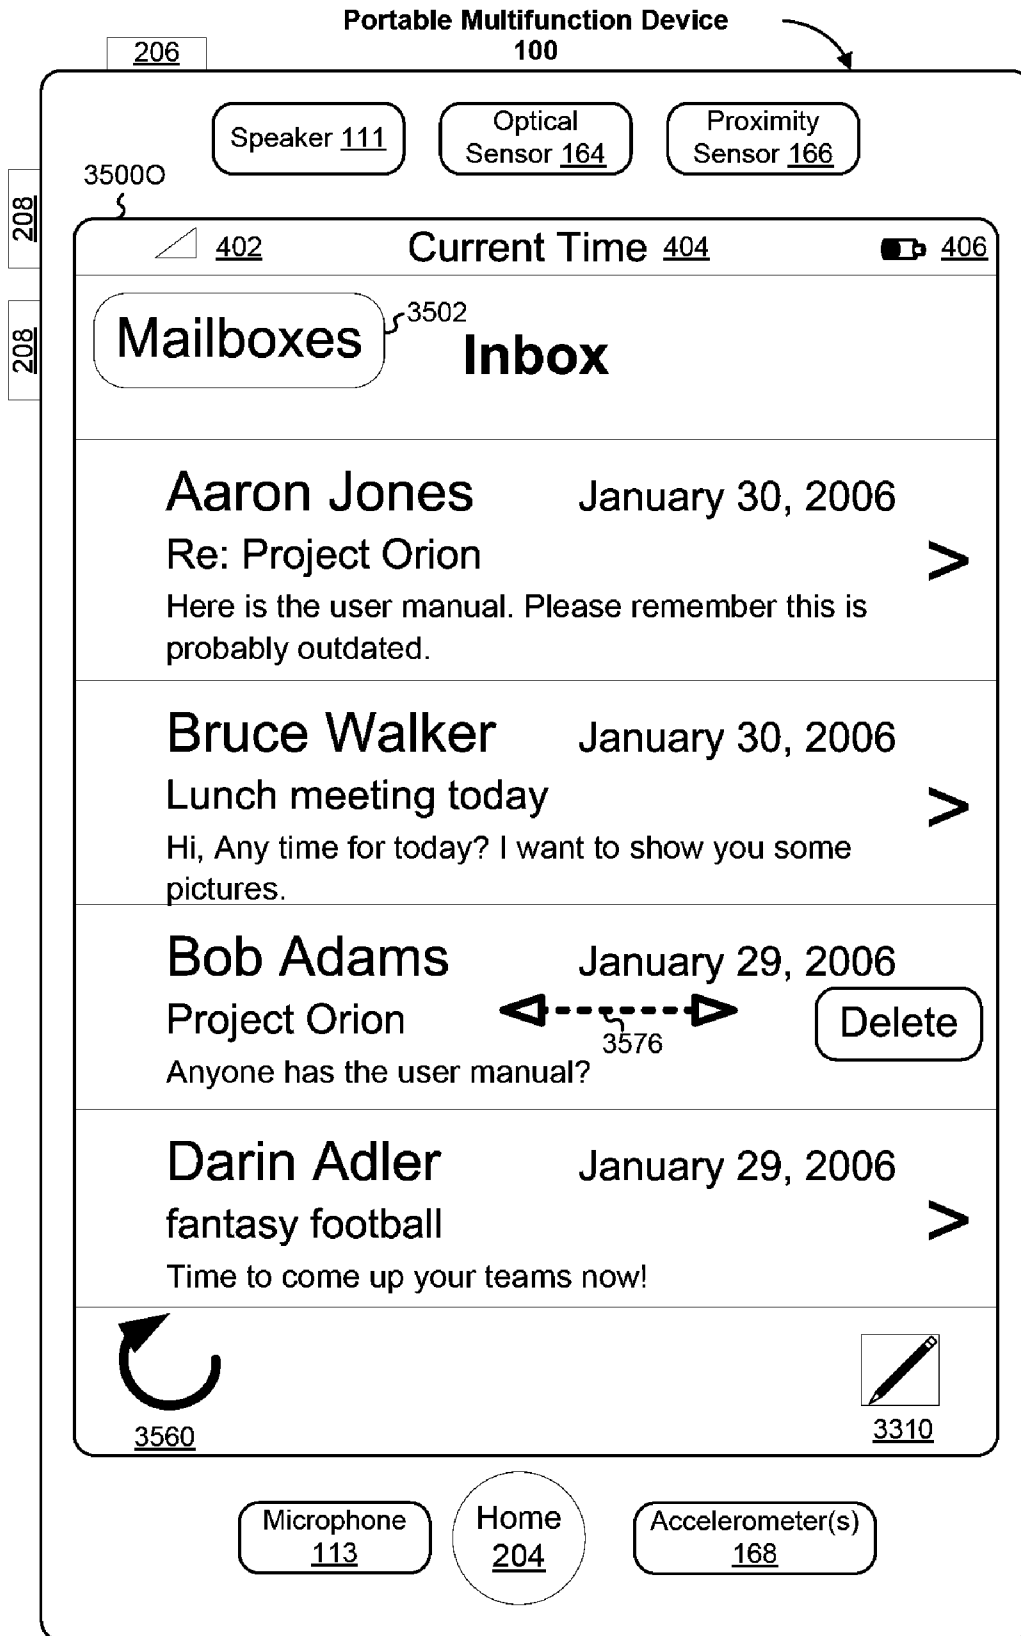 Portable Multifunction Device
100
206
Speaker 111
Optical
Sensor 164
Proximity
Sensor 166
3500O
208
208
402
Current Time 404
406
Mailboxes
3502
Inbox
Aaron Jones January 30, 2006
Re: Project Orion
>
Here is the user manual. Please remember this is
probably outdated.
Bruce Walker January 30, 2006
Lunch meeting today
>
Hi, Any time for today? I want to show you some
pictures.
Bob Adams January 29, 2006
Project Orion
3576
Delete
Anyone has the user manual?
Darin Adler January 29, 2006
fantasy football
>
Time to come up your teams now!
3560
3310
Microphone
113
Home
204
Accelerometer(s)
168